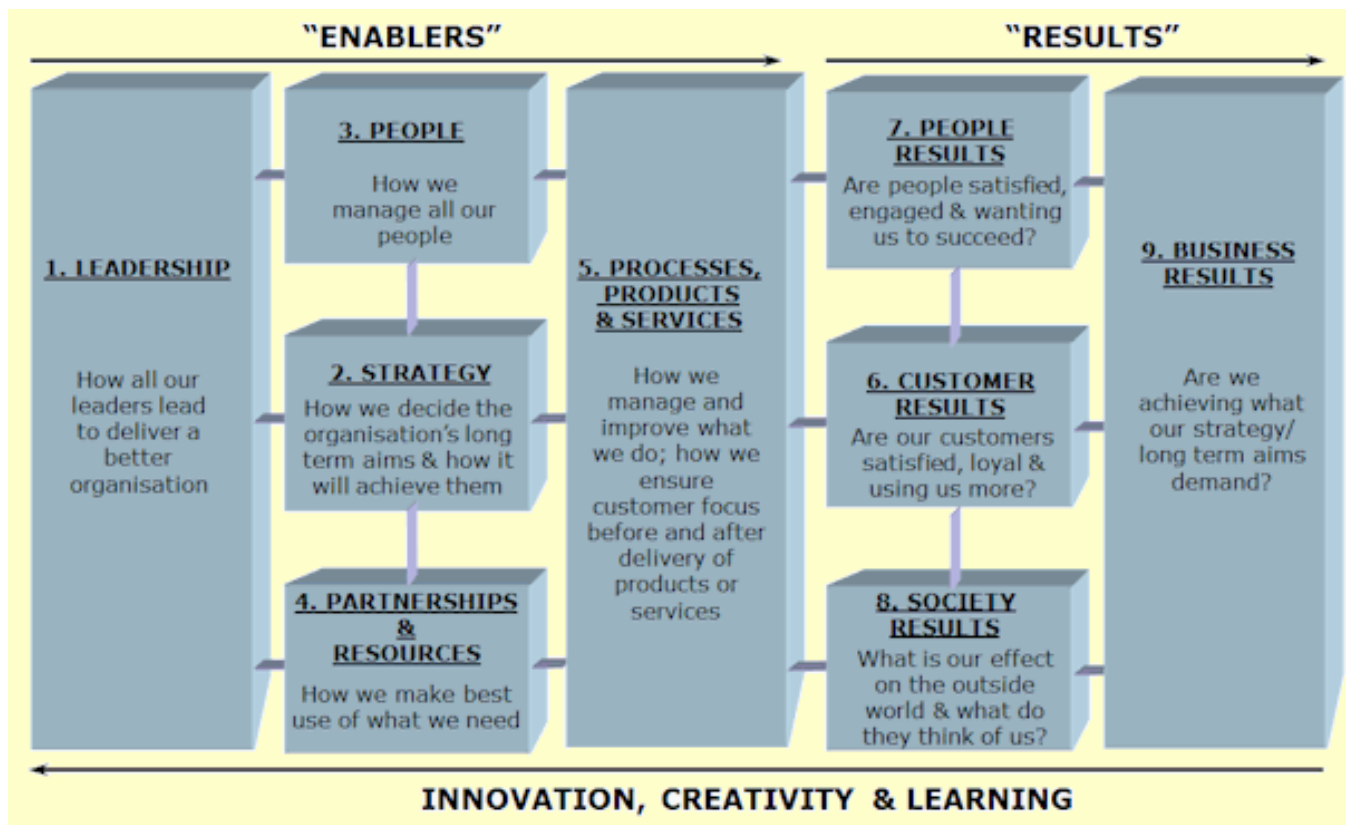 “ENABLERS”
“RESULTS”
1. LEADERSHIP
How all our
leaders lead
to deliver a
better
organisation
3. PEOPLE
How we
manage all our
people
2. STRATEGY
How we decide the
organisation’s long
term aims & how it
will achieve them
4. PARTNERSHIPS
&
RESOURCES
How we make best
use of what we need
5. PROCESSES,
PRODUCTS
& SERVICES
How we
manage and
improve what
we do; how we
ensure
customer focus
before and after
delivery of
products or
services
7. PEOPLE
RESULTS
Are people satisfied,
engaged & wanting
us to succeed?
6. CUSTOMER
RESULTS
Are our customers
satisfied, loyal &
using us more?
8. SOCIETY
RESULTS
What is our effect
on the outside
world & what do
they think of us?
9. BUSINESS
RESULTS
Are we
achieving what
our strategy/
long term aims
demand?
INNOVATION, CREATIVITY & LEARNING